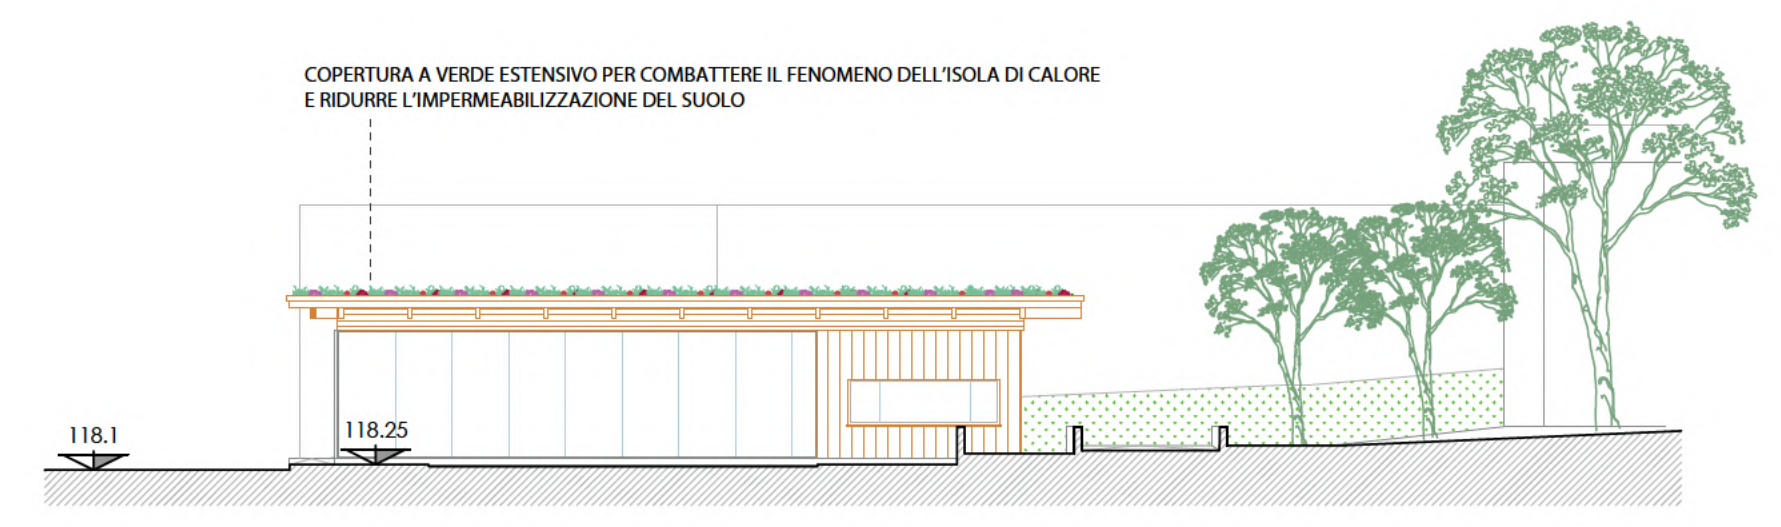 COPERTURA A VERDE ESTENSIVO PER COMBATTERE IL FENOMENO DELL'ISOLA DI CALORE
E RIDURRE L'IMPERMEABILIZZAZIONE DEL SUOLO
118.1
118.25